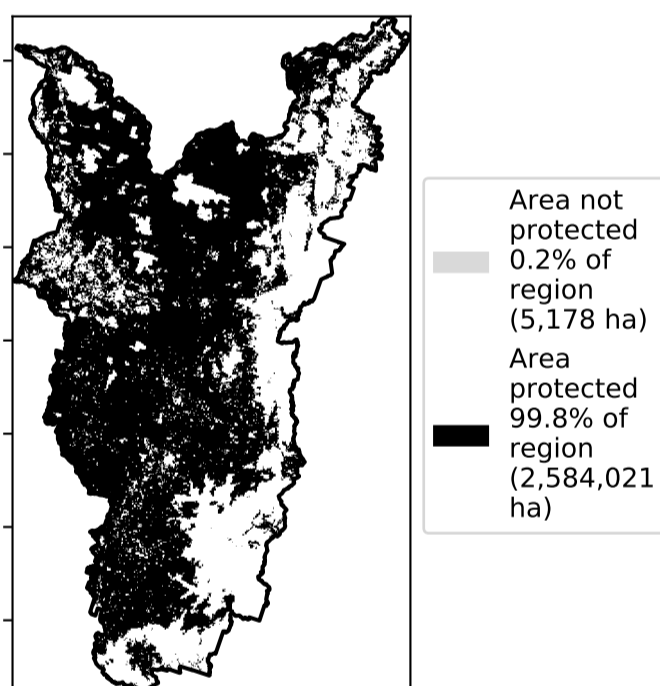 Area not
protected
0.2% of
region
(5,178 ha)
Area
protected
99.8% of
region
(2,584,021
ha)